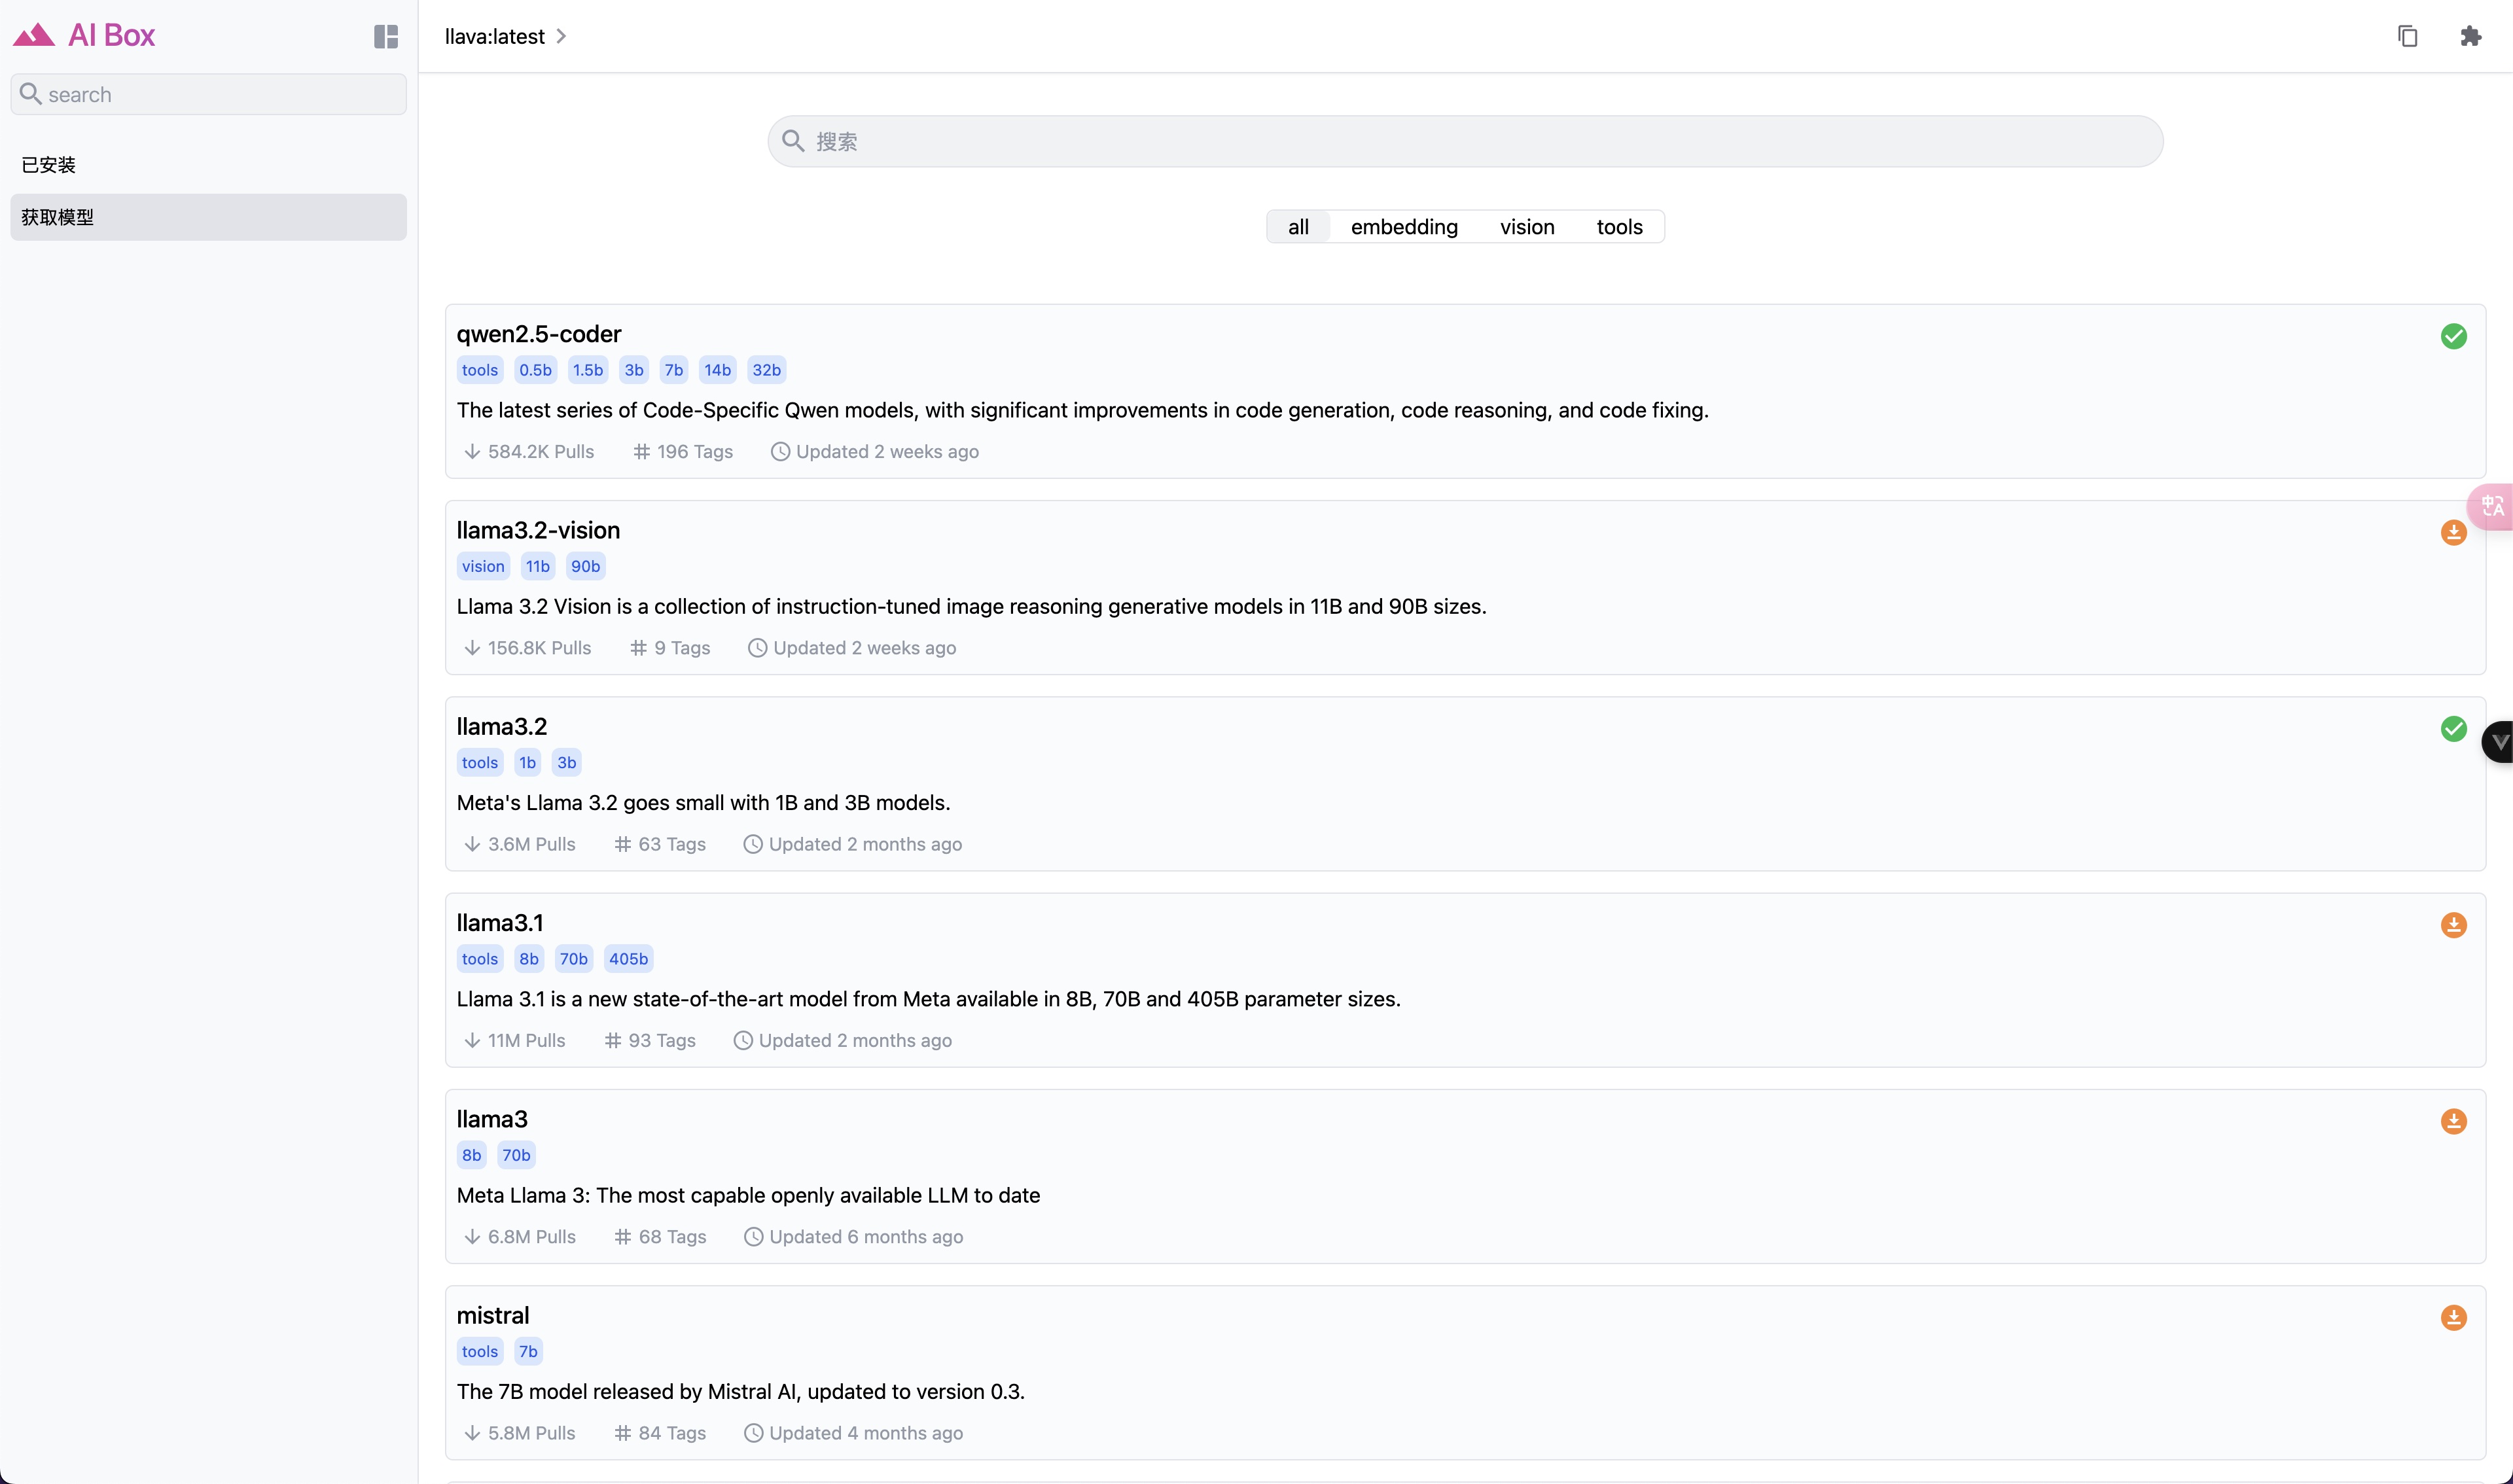 AI Box
search
已安装
获取模型
llava:latest
搜索
all embedding vision tools
qwen2.5-coder
tools 0.5b 1.5b 3b 7b 14b 32b
The latest series of Code-Specific Qwen models, with significant improvements in code generation, code reasoning, and code fixing.
584.2K Pulls # 196 Tags Updated 2 weeks ago
llama3.2-vision
vision 11b 90b
Llama 3.2 Vision is a collection of instruction-tuned image reasoning generative models in 11B and 90B sizes.
156.8K Pulls # 9 Tags Updated 2 weeks ago
llama3.2
tools 1b 3b
Meta's Llama 3.2 goes small with 1B and 3B models.
3.6M Pulls # 63 Tags Updated 2 months ago
llama3.1
tools 8b 70b 405b
Llama 3.1 is a new state-of-the-art model from Meta available in 8B, 70B and 405B parameter sizes.
11M Pulls # 93 Tags Updated 2 months ago
llama3
8b 70b
Meta Llama 3: The most capable openly available LLM to date
6.8M Pulls # 68 Tags Updated 6 months ago
mistral
tools 7b
The 7B model released by Mistral AI, updated to version 0.3.
5.8M Pulls # 84 Tags Updated 4 months ago